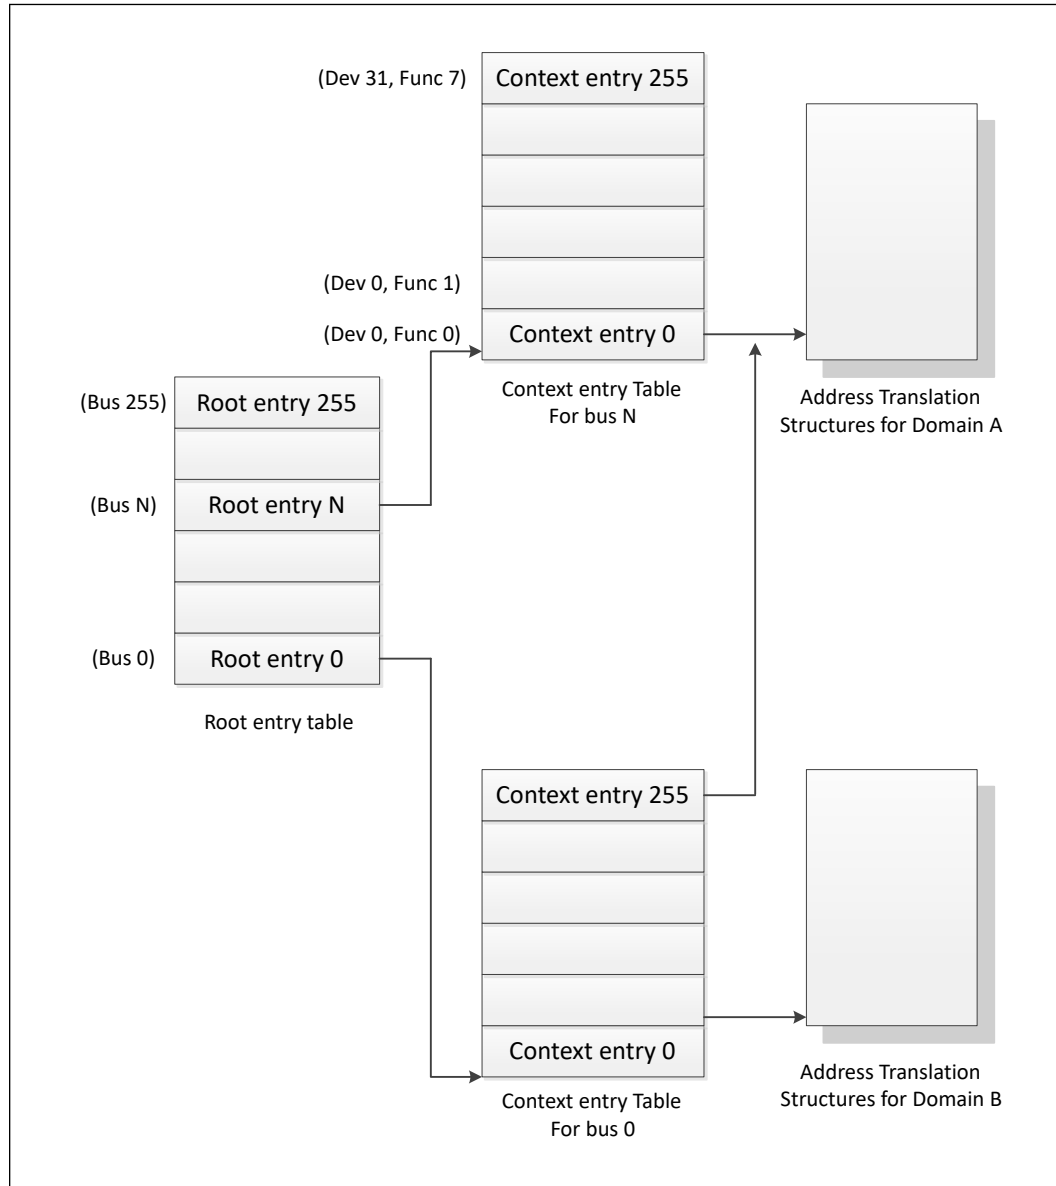 (Dev 31, Func 7)
Context entry 255
(Dev 0, Func 1)
(Dev 0, Func 0)
Context entry 0
Context entry Table
For bus N
Address Translation
Structures for Domain A
(Bus 255)
Root entry 255
(Bus N)
Root entry N
(Bus 0)
Root entry 0
Root entry table
Context entry 255
Context entry 0
Context entry Table
For bus 0
Address Translation
Structures for Domain B